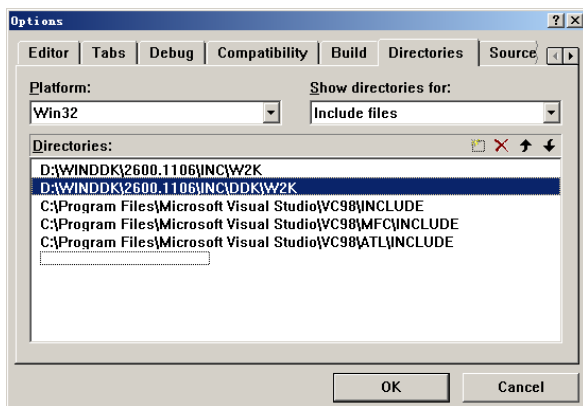 Options
Editor Tabs Debug Compatibility Build Directories Source
Platform: Show directories for:
Win32 Include files
Directories:
D:\WINDDK\2600.1106\INC\W2K
D:\WINDDK\2600.1106\INC\DDK\W2K
C:\Program Files\Microsoft Visual Studio\VC98\INCLUDE
C:\Program Files\Microsoft Visual Studio\VC98\MFC\INCLUDE
C:\Program Files\Microsoft Visual Studio\VC98\ATL\INCLUDE
OK Cancel